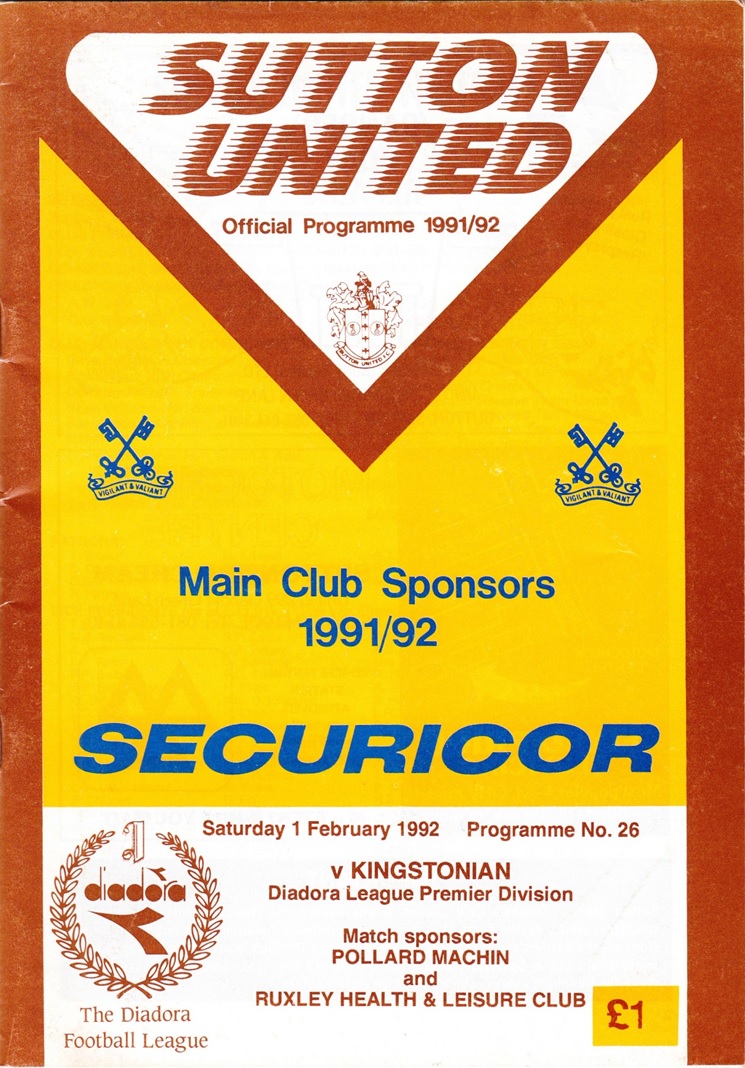 SUTTON
UNITED
Official Programme 1991/92
SUTTON UNITED F.C.
VIGILANT & VALIANT
VIGILANT & VALIANT
Main Club Sponsors
1991/92
SECURICOR
Saturday 1 February 1992 Programme No. 26
v KINGSTONIAN
Diadora League Premier Division
Match sponsors:
POLLARD MACHIN
and
RUXLEY HEALTH & LEISURE CLUB
£1
diadora
The Diadora
Football League